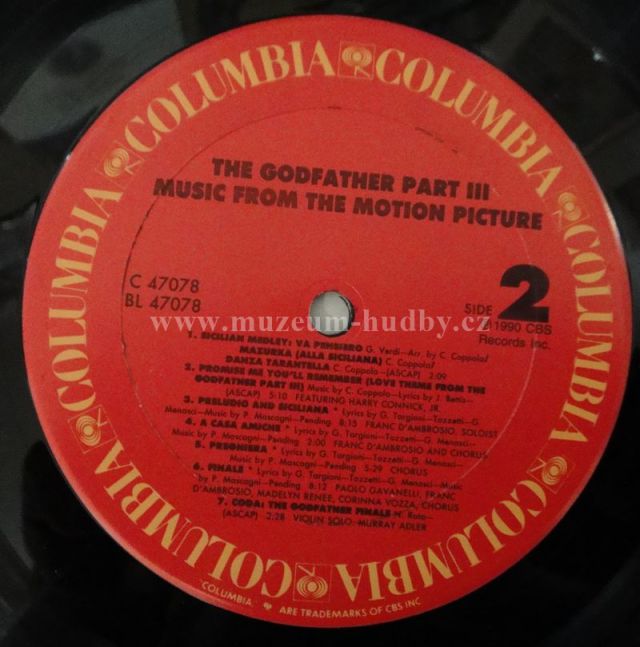 COLUMBIA COLUMBIA COLUMBIA COLUMBIA COLUMBIA COLUMBIA
THE GODFATHER PART III
MUSIC FROM THE MOTION PICTURE
C 47078
BL 47078
SIDE 2
1990 CBS
Records Inc.
www.muzeum-hudby.cz
1. SICILIAN MEDLEY: VA PENSIERO G. Verdi—Arr. by C. Coppola/
MAZURKA (ALLA SICILIANA) C. Coppola/
DANZA TARANTELLA C. Coppola—(ASCAP) 2:09
2. PROMISE ME YOU'LL REMEMBER (LOVE THEME FROM THE
GODFATHER PART III) Music by C. Coppola—Lyrics by J. Bettis—
(ASCAP) 5:10 FEATURING HARRY CONNICK, JR.
3. PRELUDIO AND SICILIANA • Lyrics by G. Targioni—Tozzetti—G.
Menasci—Music by P. Mascagni—Pending 8:15 FRANC D'AMBROSIO, SOLOIST
4. A CASA AMICHE • Lyrics by G. Targioni—Tozzetti—G. Menasci—
Music by P. Mascagni—Pending 2:00 FRANC D'AMBROSIO AND CHORUS
5. PREGHIERA • Lyrics by G. Targioni—Tozzetti—G. Menasci—
Music by P. Mascagni—Pending 5:29 CHORUS
6. FINALE • Lyrics by G. Targioni—Tozzetti—G. Menasci—Music
by P. Mascagni—Pending 8:12 PAOLO GAVANELLI, FRANC
D'AMBROSIO, MADELYN RENEE, CORINNA VOZZA, CHORUS
7. CODA: THE GODFATHER FINALE N. Rota—
(ASCAP) 2:28 VIOLIN SOLO: MURRAY ADLER
"COLUMBIA," ARE TRADEMARKS OF CBS INC